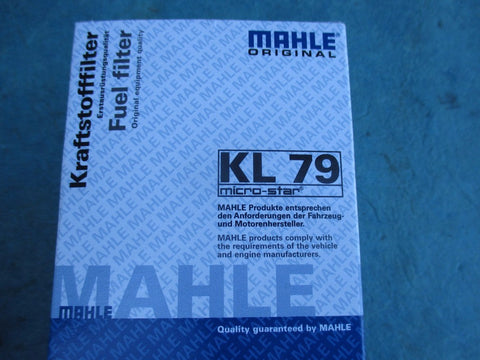 MAHLE®
ORIGINAL
Kraftstofffilter
Erstausrüstungsqualität
Fuel filter
Original equipment quality
KL 79
micro-star®
MAHLE Produkte entsprechen
den Anforderungen der Fahrzeug-
und Motorenhersteller.
MAHLE products comply with
the requirements of the vehicle
and engine manufacturers.
MAHLE
MAHLE
Quality guaranteed by MAHLE